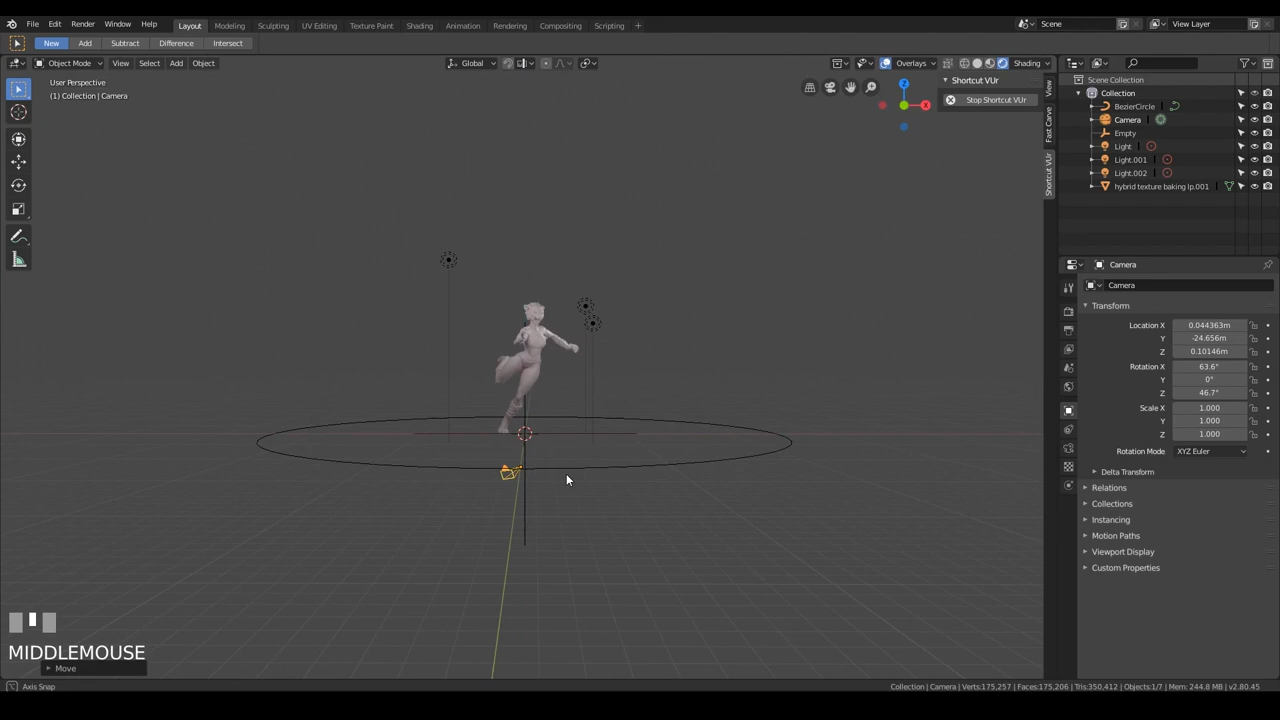 File Edit Render Window Help Layout Modeling Sculpting UV Editing Texture Paint Shading Animation Rendering Compositing Scripting + Scene View Layer
New Add Subtract Difference Intersect
Object Mode View Select Add Object Global Overlays Shading
User Perspective
(1) Collection | Camera
Z
X
Shortcut VUr
Stop Shortcut VUr
View
Fast Carve
Shortcut VUr
Scene Collection
Collection
BezierCircle
Camera
Empty
Light
Light.001
Light.002
hybrid texture baking lp.001
Camera
Camera
Transform
Location X 0.044363m
Y -24.656m
Z 0.10146m
Rotation X 63.6°
Y 0°
Z 46.7°
Scale X 1.000
Y 1.000
Z 1.000
Rotation Mode XYZ Euler
Delta Transform
Relations
Collections
Instancing
Motion Paths
Viewport Display
Custom Properties
MIDDLEMOUSE
Move
Axis Snap
Collection | Camera | Verts:175,257 | Faces:175,206 | Tris:350,412 | Objects:1/7 | Mem: 244.8 MB | v2.80.45